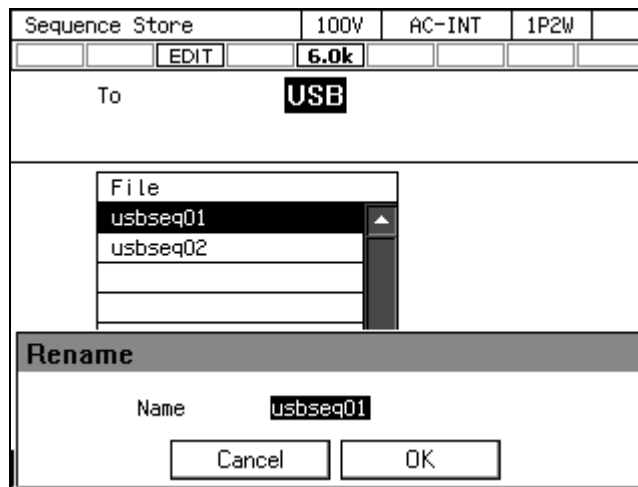 Sequence Store 100V AC-INT 1P2W
EDIT 6.0k
To USB
File
usbseq01
usbseq02
Rename
Name usbseq01
Cancel OK